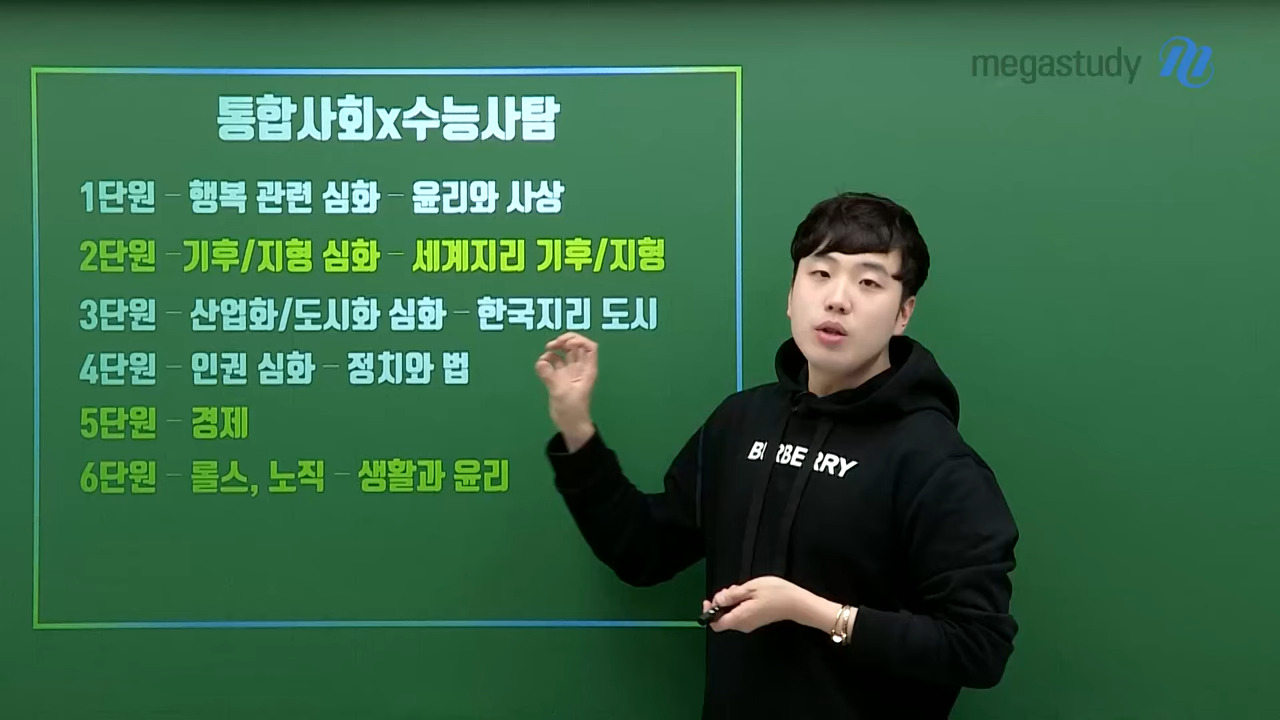 megastudy
통합사회x수능사탐
1단원 - 행복 관련 심화 - 윤리와 사상
2단원 -기후/지형 심화 - 세계지리 기후/지형
3단원 - 산업화/도시화 심화 - 한국지리 도시
4단원 - 인권 심화 - 정치와 법
5단원 - 경제
6단원 - 롤스, 노직 - 생활과 윤리
BURBERRY